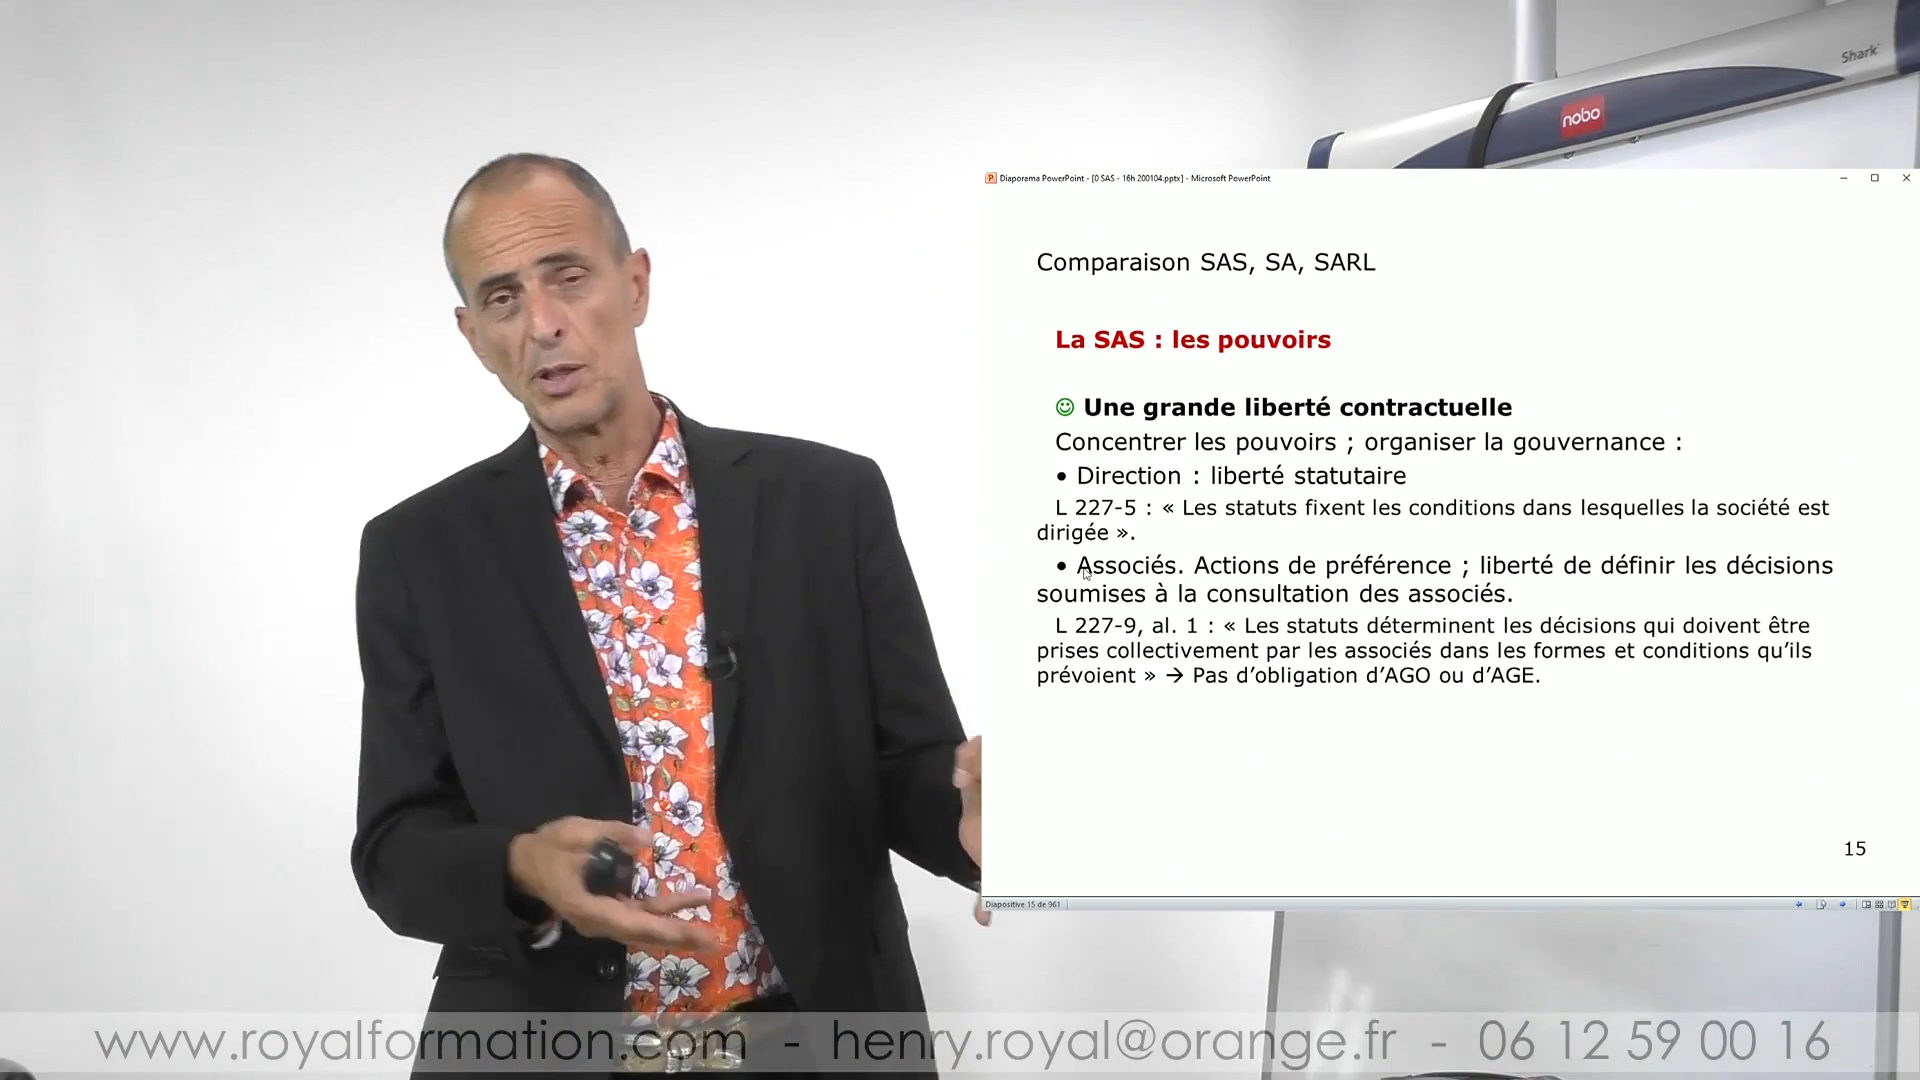 Shark
nobo
Diaporama PowerPoint - [0 SAS - 16h 200104.pptx] - Microsoft PowerPoint
Comparaison SAS, SA, SARL
La SAS : les pouvoirs
☺ Une grande liberté contractuelle
Concentrer les pouvoirs ; organiser la gouvernance :
• Direction : liberté statutaire
L 227-5 : « Les statuts fixent les conditions dans lesquelles la société est
dirigée ».
• Associés. Actions de préférence ; liberté de définir les décisions
soumises à la consultation des associés.
L 227-9, al. 1 : « Les statuts déterminent les décisions qui doivent être
prises collectivement par les associés dans les formes et conditions qu’ils
prévoient » → Pas d’obligation d’AGO ou d’AGE.
15
Diapositive 15 de 961
www.royalformation.com - henry.royal@orange.fr - 06 12 59 00 16